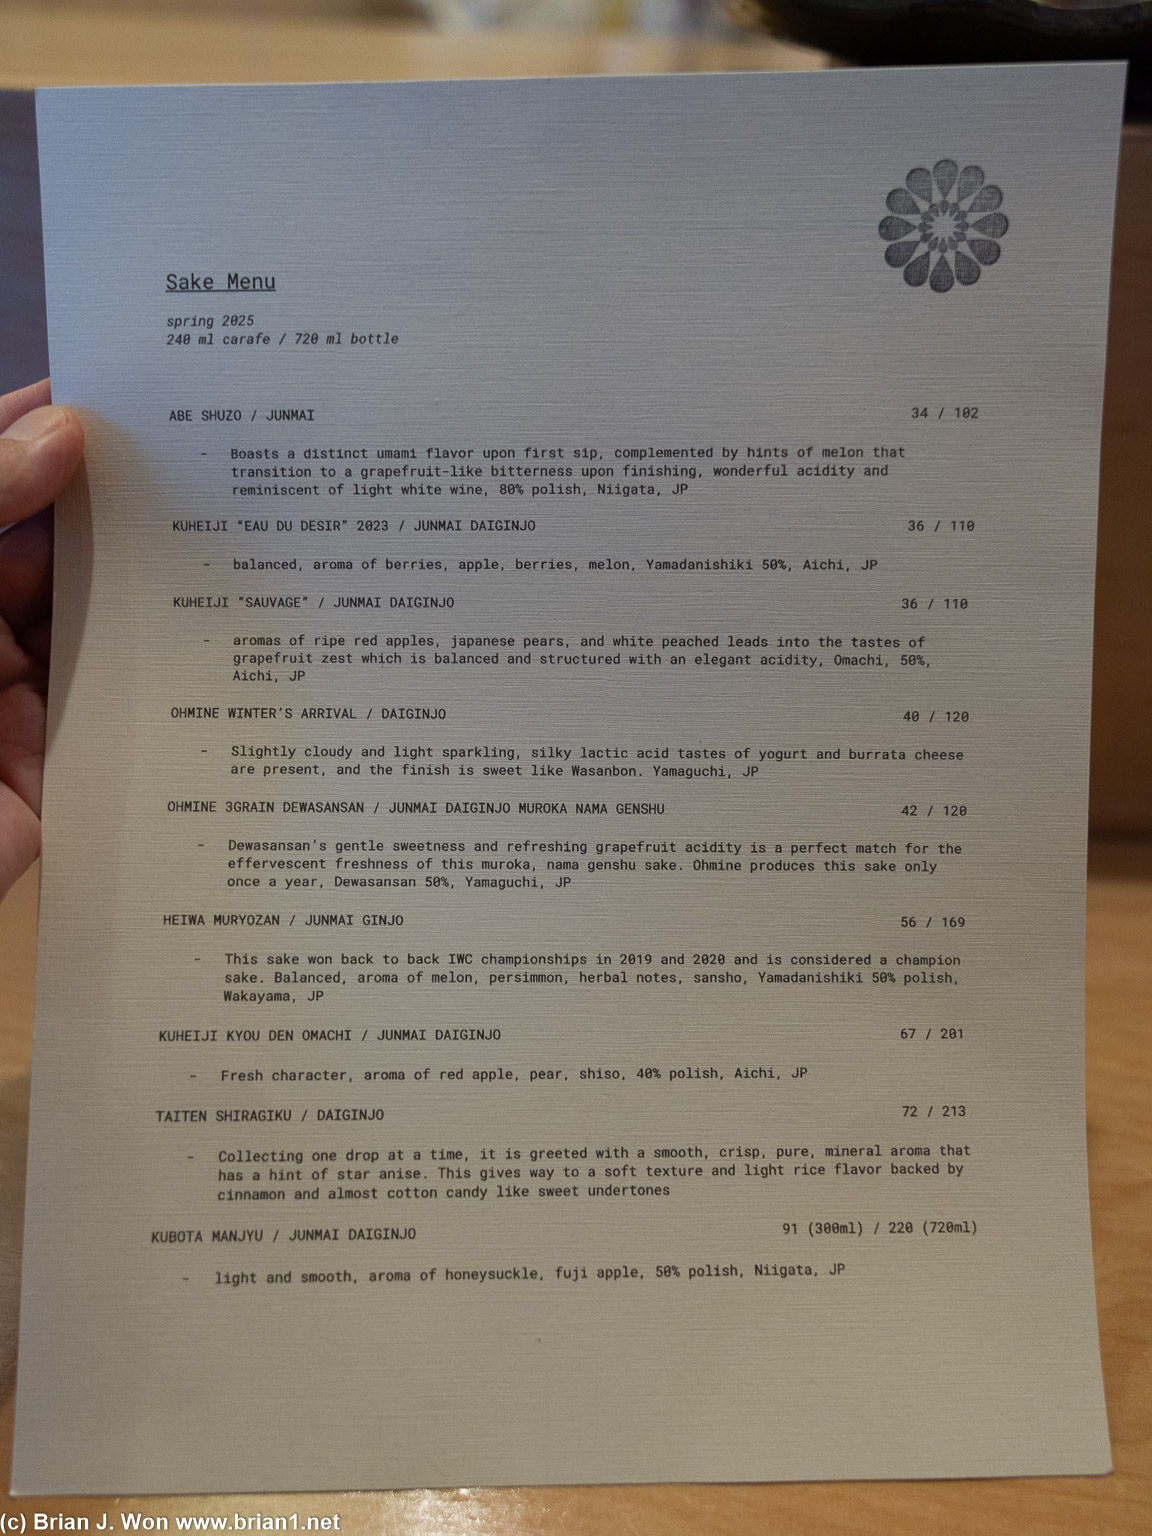 Sake Menu
spring 2025
240 ml carafe / 720 ml bottle
ABE SHUZO / JUNMAI 34 / 102
- Boasts a distinct umami flavor upon first sip, complemented by hints of melon that
transition to a grapefruit-like bitterness upon finishing, wonderful acidity and
reminiscent of light white wine, 80% polish, Niigata, JP
KUHEIJI "EAU DU DESIR" 2023 / JUNMAI DAIGINJO 36 / 110
- balanced, aroma of berries, apple, berries, melon, Yamadanishiki 50%, Aichi, JP
KUHEIJI "SAUVAGE" / JUNMAI DAIGINJO 36 / 110
- aromas of ripe red apples, japanese pears, and white peached leads into the tastes of
grapefruit zest which is balanced and structured with an elegant acidity, Omachi, 50%,
Aichi, JP
OHMINE WINTER'S ARRIVAL / DAIGINJO 40 / 120
- Slightly cloudy and light sparkling, silky lactic acid tastes of yogurt and burrata cheese
are present, and the finish is sweet like Wasanbon. Yamaguchi, JP
OHMINE 3GRAIN DEWASANSAN / JUNMAI DAIGINJO MUROKA NAMA GENSHU 42 / 120
- Dewasansan's gentle sweetness and refreshing grapefruit acidity is a perfect match for the
effervescent freshness of this muroka, nama genshu sake. Ohmine produces this sake only
once a year, Dewasansan 50%, Yamaguchi, JP
HEIWA MURYOZAN / JUNMAI GINJO 56 / 169
- This sake won back to back IWC championships in 2019 and 2020 and is considered a champion
sake. Balanced, aroma of melon, persimmon, herbal notes, sansho, Yamadanishiki 50% polish,
Wakayama, JP
KUHEIJI KYOU DEN OMACHI / JUNMAI DAIGINJO 67 / 201
- Fresh character, aroma of red apple, pear, shiso, 40% polish, Aichi, JP
TAITEN SHIRAGIKU / DAIGINJO 72 / 213
- Collecting one drop at a time, it is greeted with a smooth, crisp, pure, mineral aroma that
has a hint of star anise. This gives way to a soft texture and light rice flavor backed by
cinnamon and almost cotton candy like sweet undertones
KUBOTA MANJYU / JUNMAI DAIGINJO 91 (300ml) / 220 (720ml)
- light and smooth, aroma of honeysuckle, fuji apple, 50% polish, Niigata, JP
(c) Brian J. Won www.brian1.net